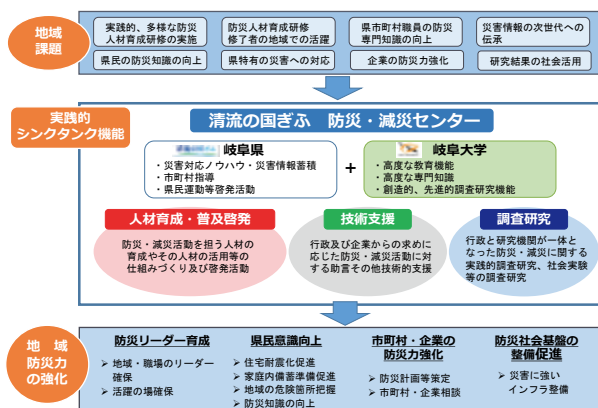 地域
課題
実践的、多様な防災
人材育成研修の実施
防災人材育成研修
修了者の地域での活躍
県市町村職員の防災
専門知識の向上
災害情報の次世代への
伝承
県民の防災知識の向上
県特有の災害への対応
企業の防災力強化
研究結果の社会活用
実践的
シンクタンク機能
清流の国ぎふ 防災・減災センター
岐阜県
・災害対応ノウハウ・災害情報蓄積
・市町村指導
・県民運動等啓発活動
+
岐阜大学
・高度な教育機能
・高度な専門知識
・創造的、先進的調査研究機能
人材育成・普及啓発
防災・減災活動を担う人材の
育成やその人材の活用等の
仕組みづくり及び啓発活動
技術支援
行政及び企業からの求めに
応じた防災・減災活動に対
する助言その他技術的支援
調査研究
行政と研究機関が一体と
なった防災・減災に関する
実践的調査研究、社会実験
等の調査研究
地 域
防災力
の強化
防災リーダー育成
➢ 地域・職場のリーダー
確保
➢ 活躍の場確保
県民意識向上
➢ 住宅耐震化促進
➢ 家庭内備蓄準備促進
➢ 地域の危険箇所把握
➢ 防災知識の向上
市町村・企業の
防災力強化
➢ 防災計画等策定
➢ 市町村・企業相談
防災社会基盤の
整備促進
➢ 災害に強い
インフラ整備